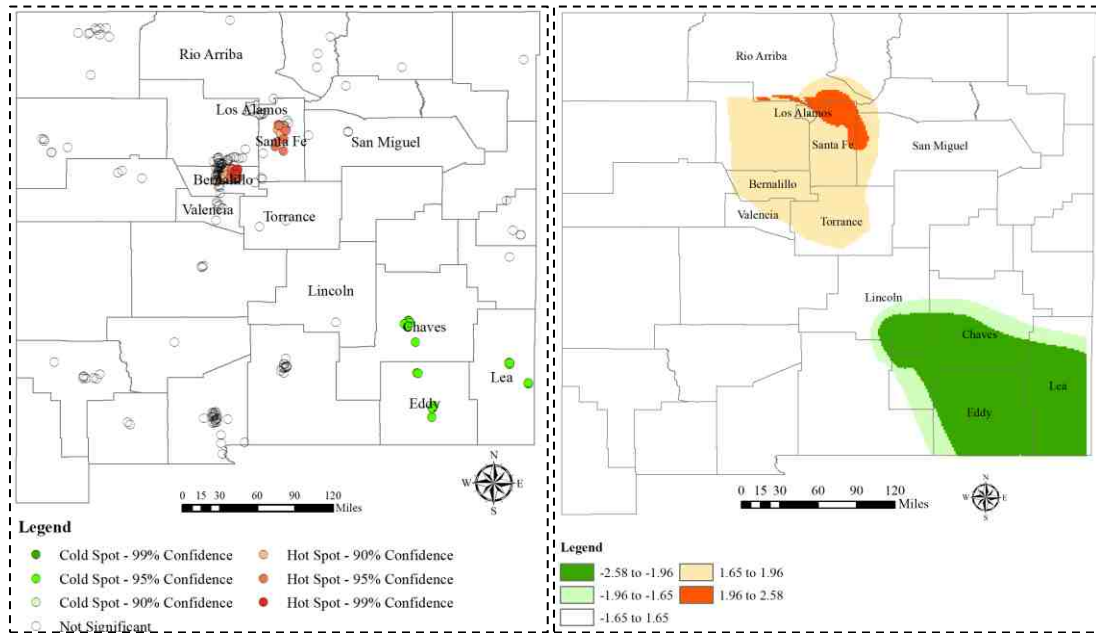 Rio Arriba
Los Alamos
Santa Fe
San Miguel
Bernalillo
Valencia
Torrance
Lincoln
Chaves
Lea
Eddy
N
W E
S
0 15 30 60 90 120
Miles
Legend
Cold Spot - 99% Confidence
Cold Spot - 95% Confidence
Cold Spot - 90% Confidence
Not Significant
Hot Spot - 90% Confidence
Hot Spot - 95% Confidence
Hot Spot - 99% Confidence
Rio Arriba
Los Alamos
Santa Fe
San Miguel
Bernalillo
Valencia
Torrance
Lincoln
Chaves
Lea
Eddy
N
W E
S
0 15 30 60 90 120
Miles
Legend
-2.58 to -1.96
-1.96 to -1.65
-1.65 to 1.65
1.65 to 1.96
1.96 to 2.58